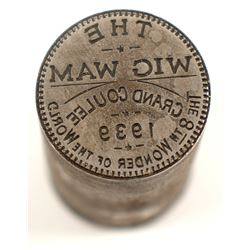 THE
WIG WAM
GRAND COULEE
1939
THE 8TH WONDER OF THE WORLD